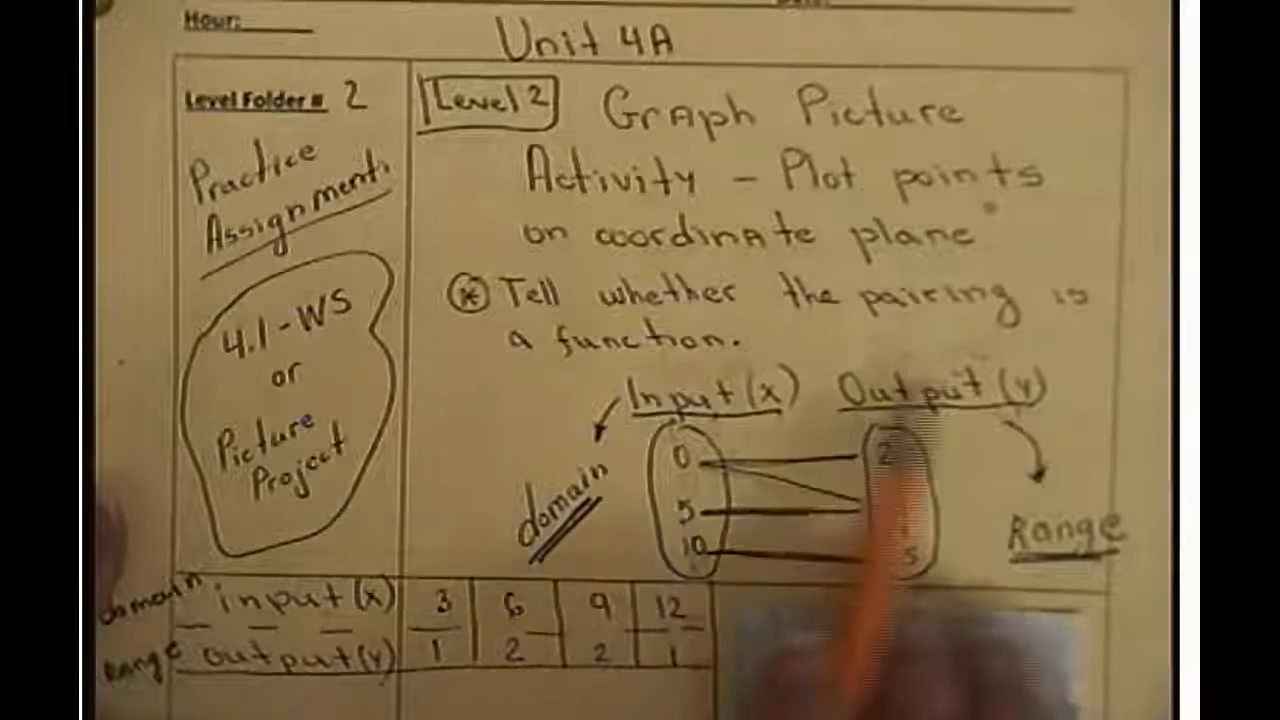 Hour:
Unit 4A
Level Folder # 2
Level 2
Graph Picture
Activity - Plot points
on coordinate plane
Practice
Assignment.
4.1-WS
or
Picture
Project
* Tell whether the pairing is
a function.
Input (x) Output (y)
domain
Range
0 2
5
10 5
domain input (x) 3 6 9 12
Range output (y) 1 2 2 1